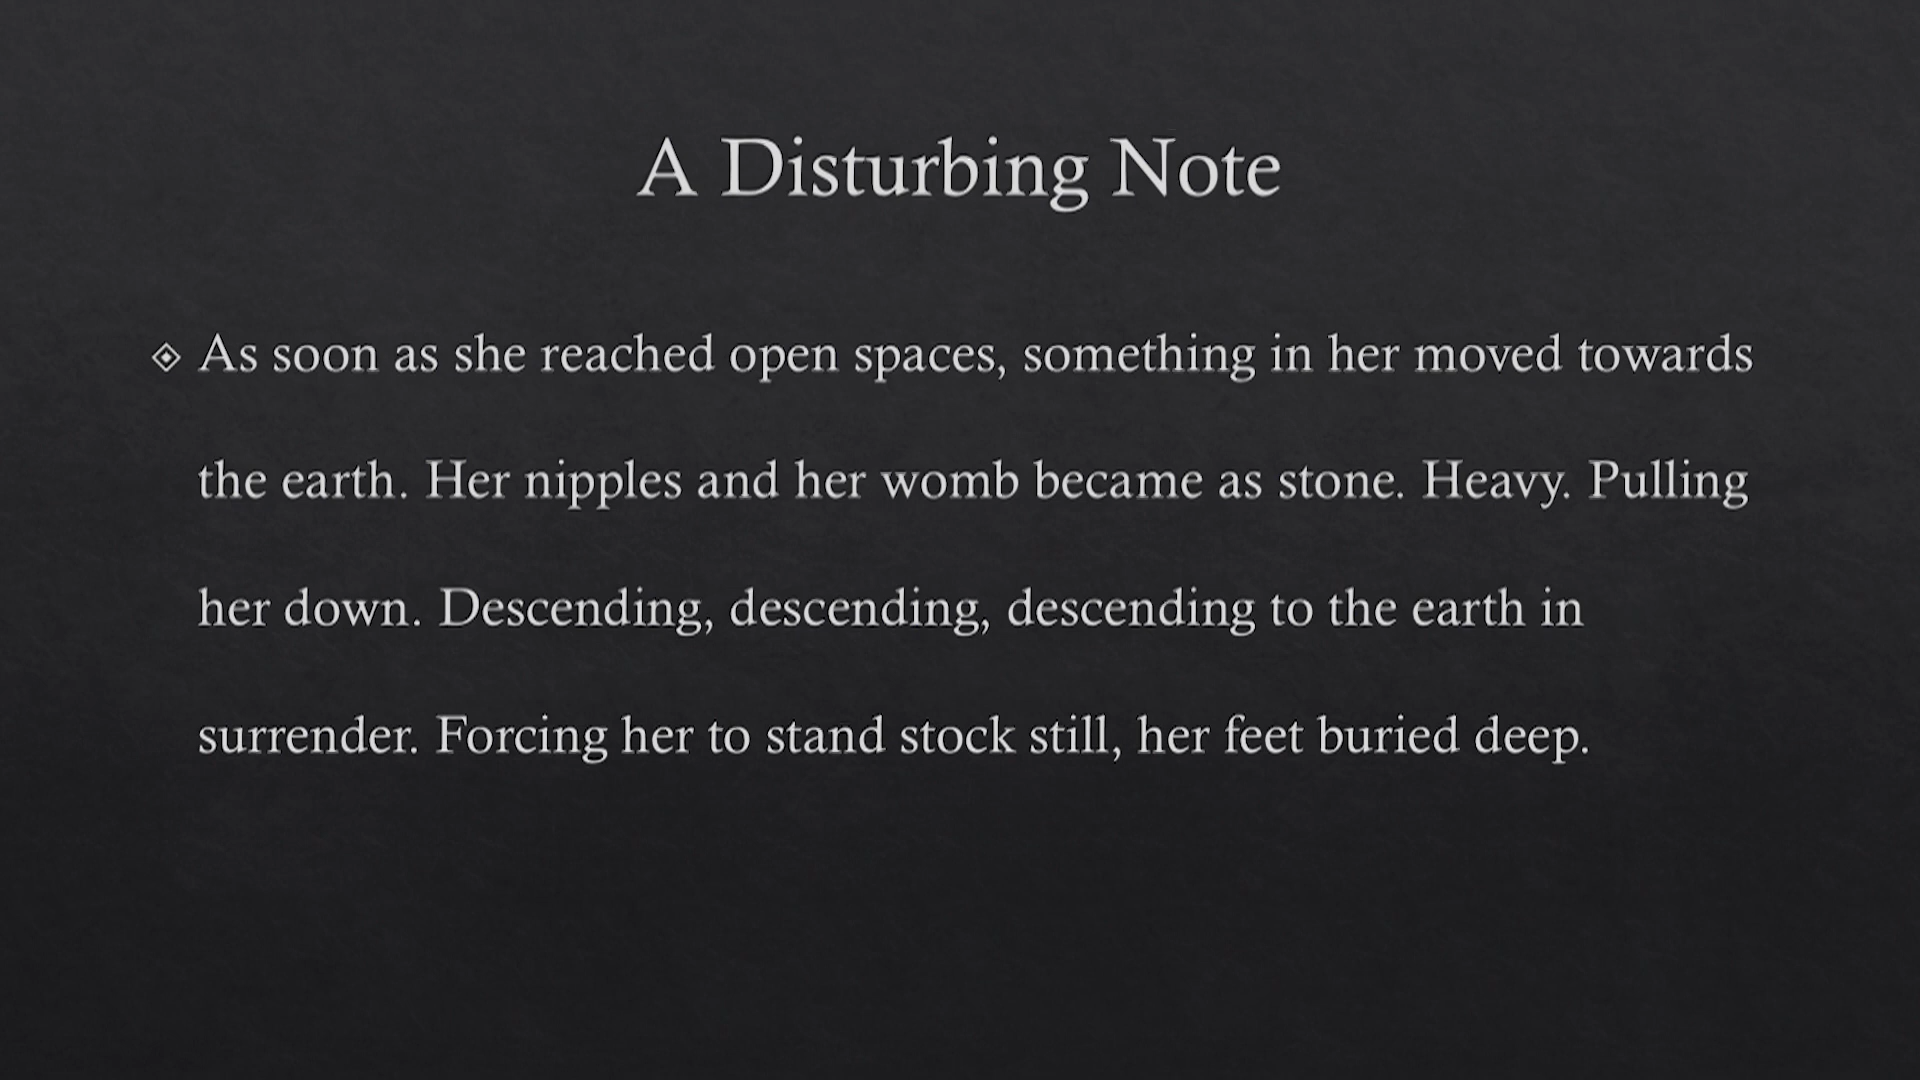 A Disturbing Note
As soon as she reached open spaces, something in her moved towards
the earth. Her nipples and her womb became as stone. Heavy. Pulling
her down. Descending, descending, descending to the earth in
surrender. Forcing her to stand stock still, her feet buried deep.